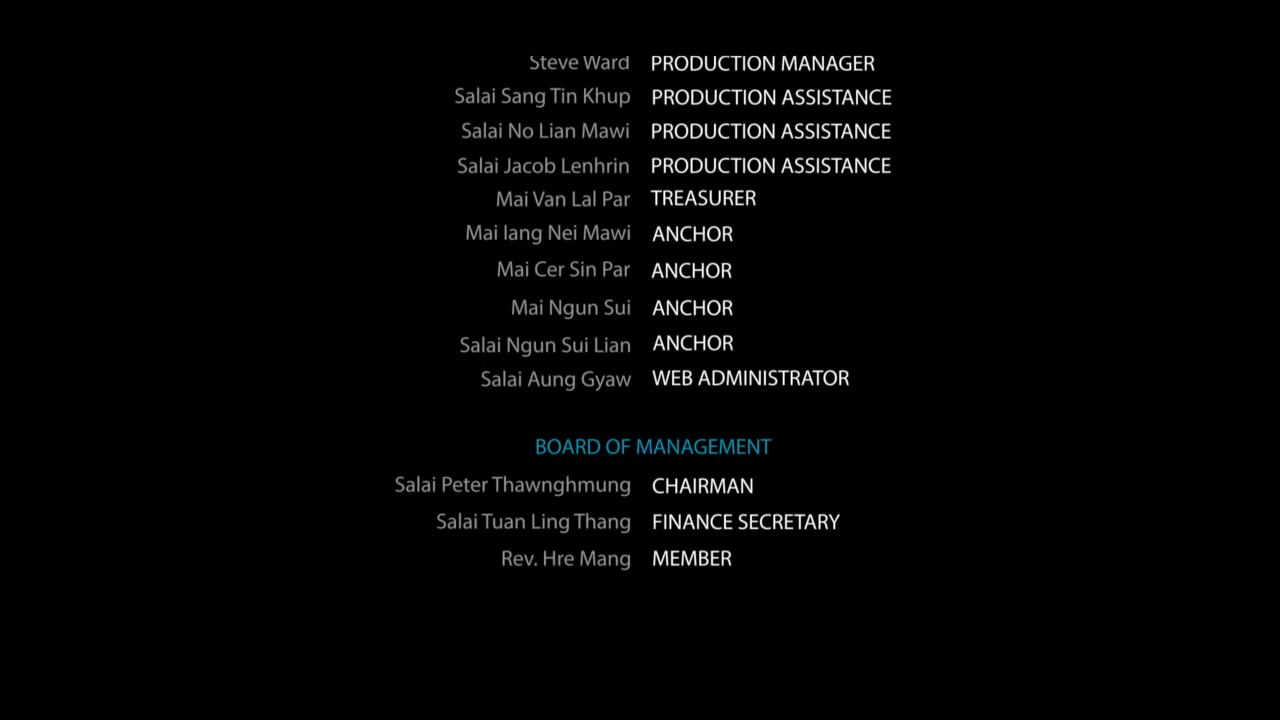 Steve Ward PRODUCTION MANAGER
Salai Sang Tin Khup PRODUCTION ASSISTANCE
Salai No Lian Mawi PRODUCTION ASSISTANCE
Salai Jacob Lenhrin PRODUCTION ASSISTANCE
Mai Van Lal Par TREASURER
Mai Iang Nei Mawi ANCHOR
Mai Cer Sin Par ANCHOR
Mai Ngun Sui ANCHOR
Salai Ngun Sui Lian ANCHOR
Salai Aung Gyaw WEB ADMINISTRATOR
BOARD OF MANAGEMENT
Salai Peter Thawnghmung CHAIRMAN
Salai Tuan Ling Thang FINANCE SECRETARY
Rev. Hre Mang MEMBER